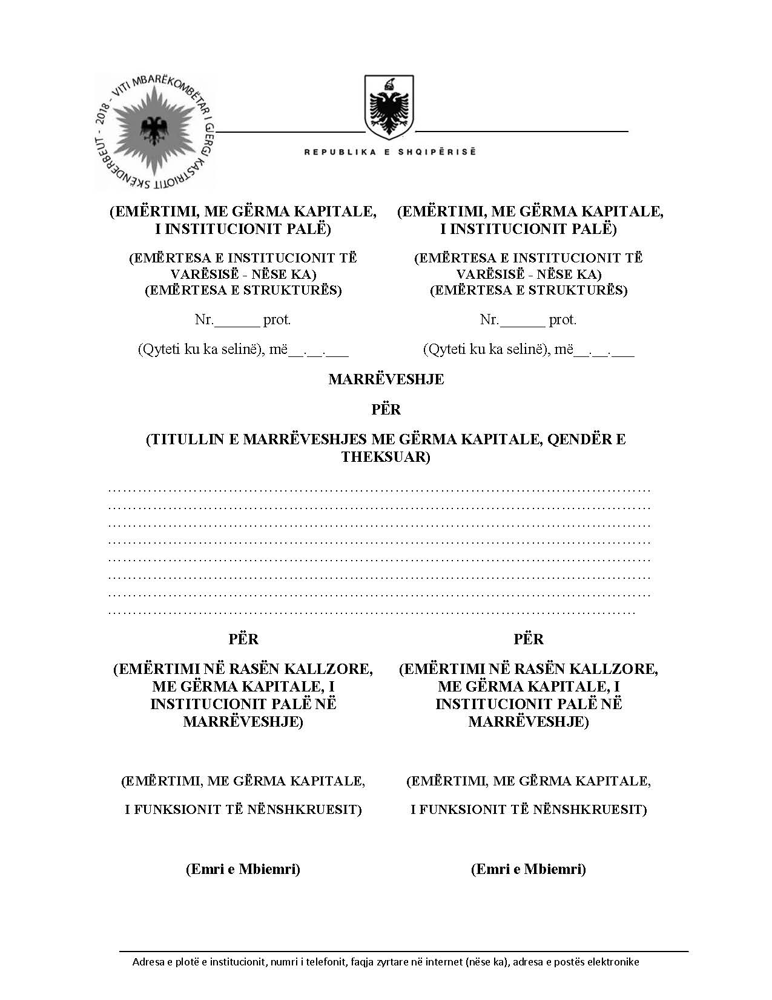 2018 - VITI MBARËKOMBËTAR I GJERGJ KASTRIOTIT SKËNDERBEUT -
REPUBLIKA E SHQIPËRISË
(EMËRTIMI, ME GËRMA KAPITALE, (EMËRTIMI, ME GËRMA KAPITALE,
I INSTITUCIONIT PALË) I INSTITUCIONIT PALË)
(EMËRTESA E INSTITUCIONIT TË (EMËRTESA E INSTITUCIONIT TË
VARËSISË - NËSE KA) VARËSISË - NËSE KA)
(EMËRTESA E STRUKTURËS) (EMËRTESA E STRUKTURËS)
Nr.______ prot. Nr.______ prot.
(Qyteti ku ka selinë), më__.__.___ (Qyteti ku ka selinë), më__.__.___
MARRËVESHJE
PËR
(TITULLIN E MARRËVESHJES ME GËRMA KAPITALE, QENDËR E
THEKSUAR)
………………………………………………………………………………………………
………………………………………………………………………………………………
………………………………………………………………………………………………
………………………………………………………………………………………………
………………………………………………………………………………………………
………………………………………………………………………………………………
………………………………………………………………………………………………
……………………………………………………………………………………………
PËR PËR
(EMËRTIMI NË RASËN KALLZORE, (EMËRTIMI NË RASËN KALLZORE,
ME GËRMA KAPITALE, I ME GËRMA KAPITALE, I
INSTITUCIONIT PALË NË INSTITUCIONIT PALË NË
MARRËVESHJE) MARRËVESHJE)
(EMËRTIMI, ME GËRMA KAPITALE, (EMËRTIMI, ME GËRMA KAPITALE,
I FUNKSIONIT TË NËNSHKRUESIT) I FUNKSIONIT TË NËNSHKRUESIT)
(Emri e Mbiemri) (Emri e Mbiemri)
Adresa e plotë e institucionit, numri i telefonit, faqja zyrtare në internet (nëse ka), adresa e postës elektronike